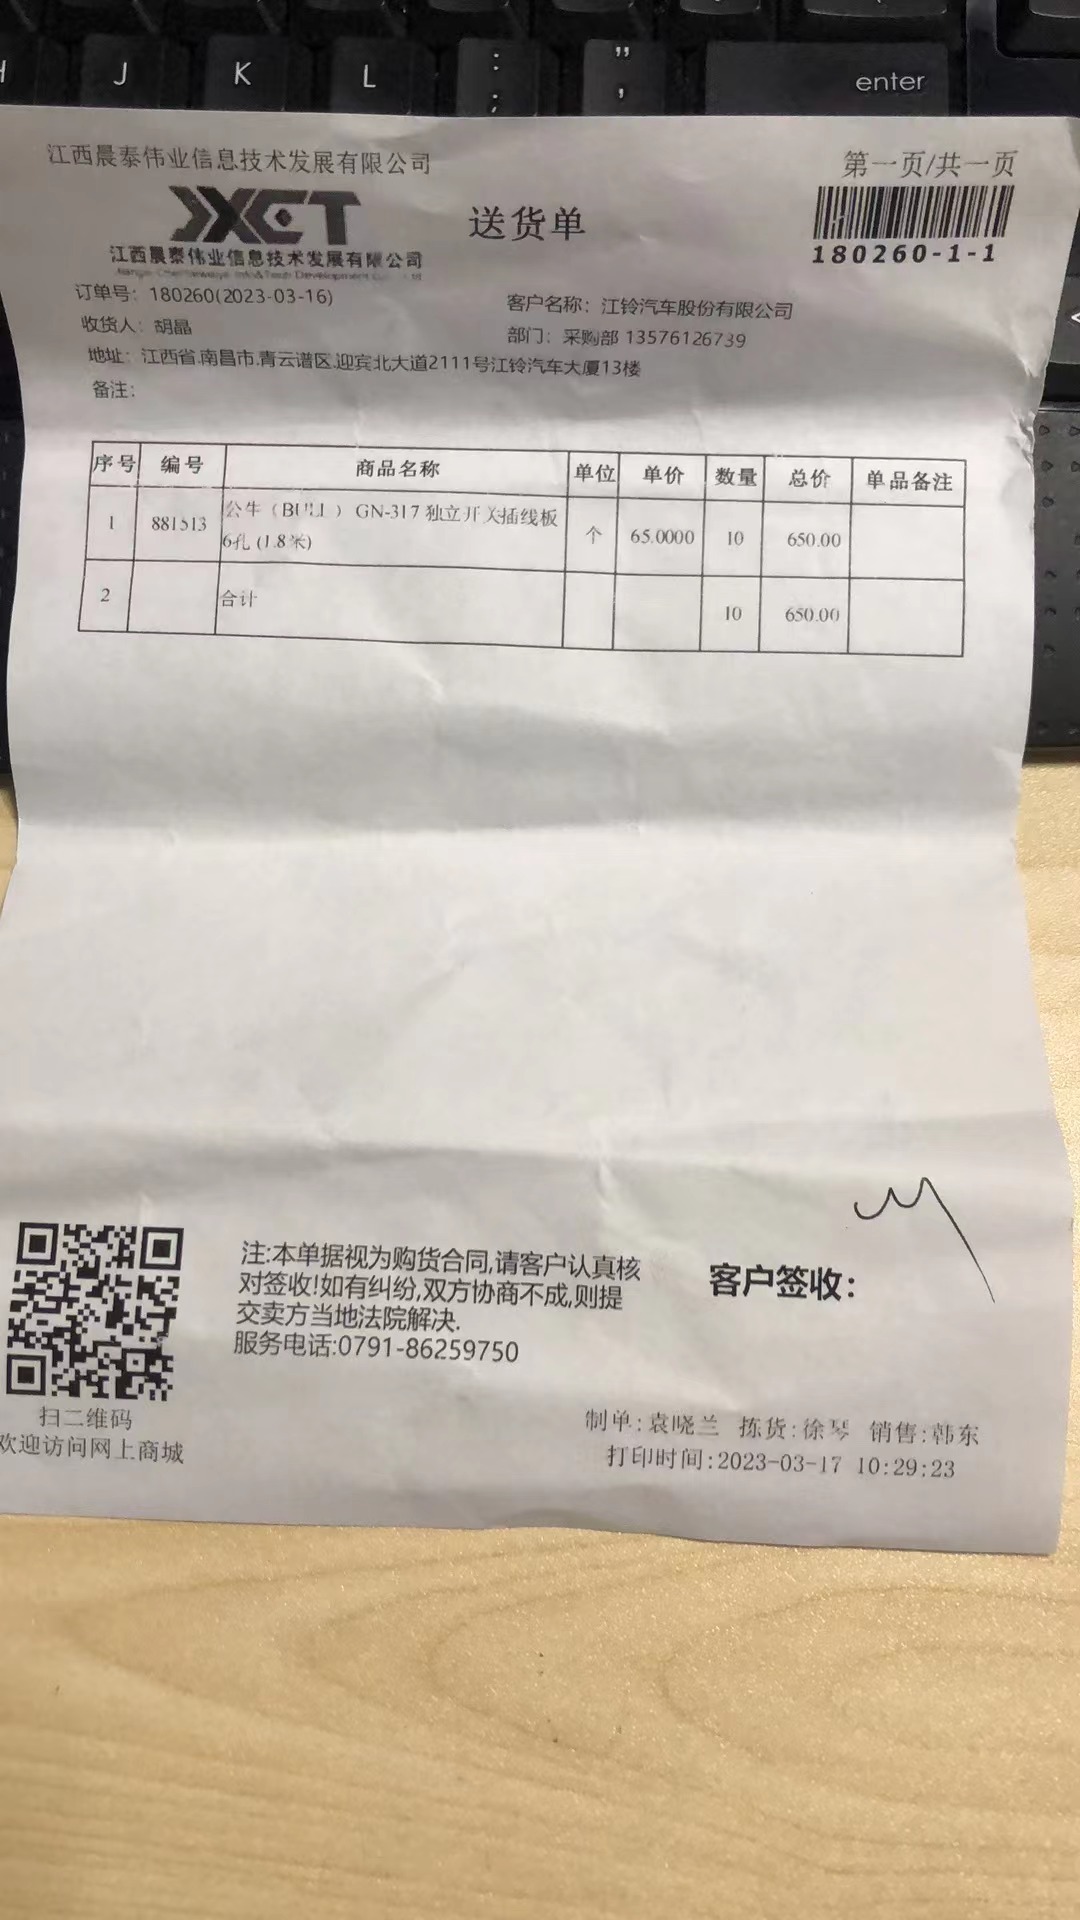 J K L : ; " , enter
江西晨泰伟业信息技术发展有限公司
第一页/共一页
JXCT
送货单
江西晨泰伟业信息技术发展有限公司
180260-1-1
订单号：180260(2023-03-16)
客户名称：江铃汽车股份有限公司
收货人：胡晶
部门：采购部 13576126739
地址：江西省.南昌市.青云谱区.迎宾北大道2111号江铃汽车大厦13楼
备注：
序号 编号 商品名称 单位 单价 数量 总价 单品备注
1 881513 公牛（BULL）GN-317 独立开关插线板 个 65.0000 10 650.00
6孔 (1.8米)
2 合计 10 650.00
注:本单据视为购货合同,请客户认真核
对签收!如有纠纷,双方协商不成,则提
交卖方当地法院解决.
服务电话:0791-86259750
客户签收：
扫二维码
欢迎访问网上商城
制单:袁晓兰 拣货:徐琴 销售:韩东
打印时间:2023-03-17 10:29:23